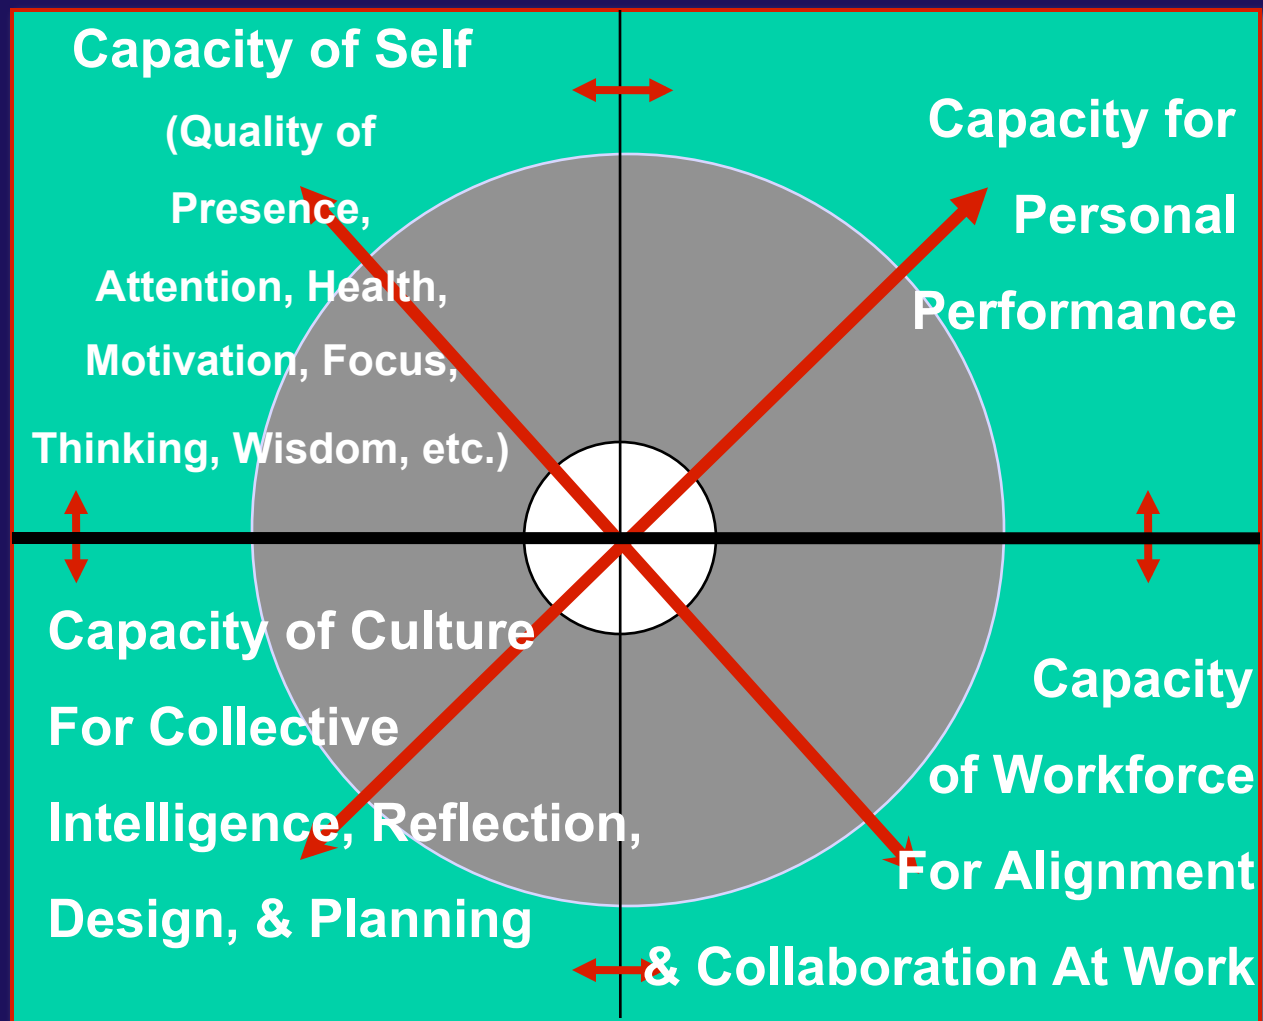 Capacity of Self
(Quality of
Presence,
Attention, Health,
Motivation, Focus,
Thinking, Wisdom, etc.)
Capacity for
Personal
Performance
Capacity of Culture
For Collective
Intelligence, Reflection,
Design, & Planning
Capacity
of Workforce
For Alignment
& Collaboration At Work